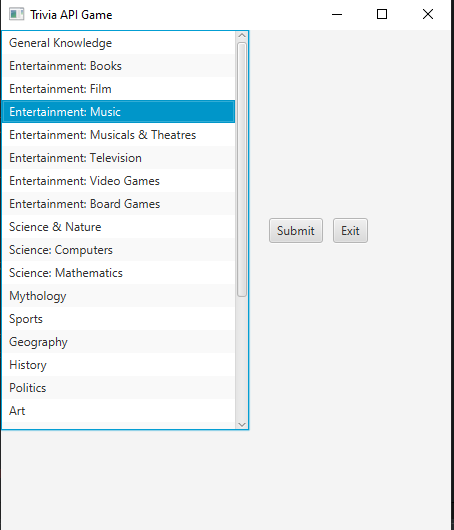 Trivia API Game
General Knowledge
Entertainment: Books
Entertainment: Film
Entertainment: Music
Entertainment: Musicals & Theatres
Entertainment: Television
Entertainment: Video Games
Entertainment: Board Games
Science & Nature
Science: Computers
Science: Mathematics
Mythology
Sports
Geography
History
Politics
Art
Submit Exit